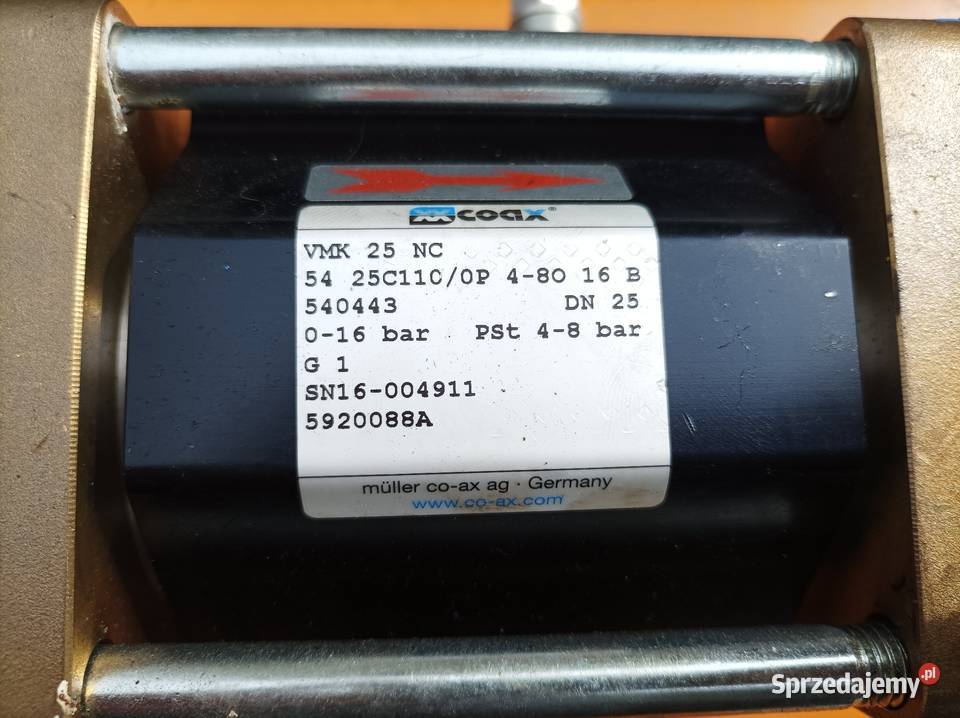 coax®
VMK 25 NC
54 25C11C/0P 4-8O 16 B
540443 DN 25
0-16 bar PSt 4-8 bar
G 1
SN16-004911
5920088A
müller co-ax ag · Germany
www.co-ax.com
Sprzedajemy.pl